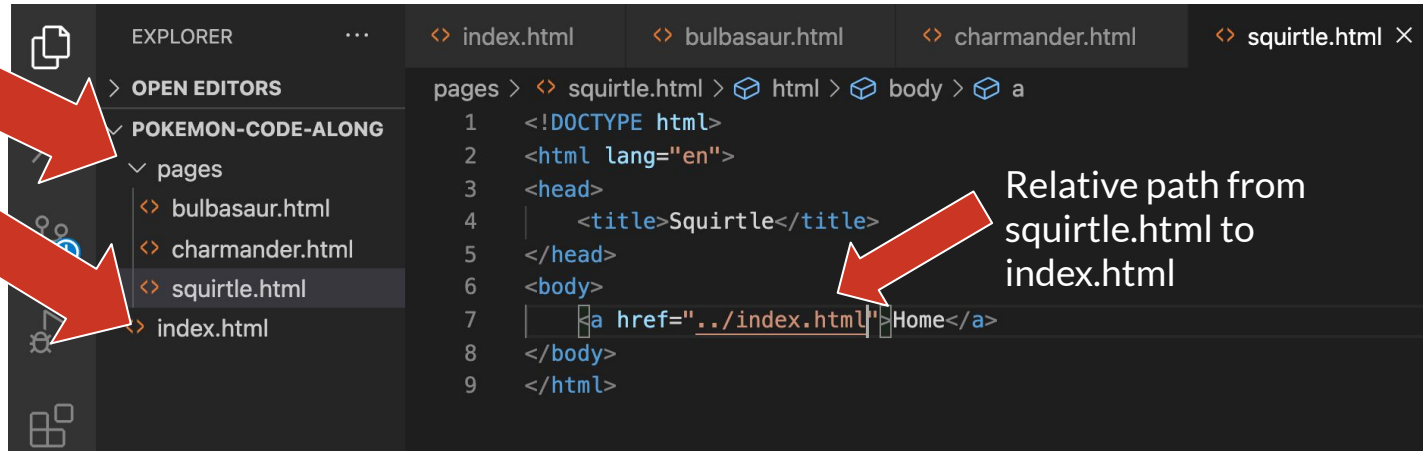 EXPLORER ...
OPEN EDITORS
POKEMON-CODE-ALONG
pages
bulbasaur.html
charmander.html
squirtle.html
index.html
index.html bulbasaur.html charmander.html squirtle.html
pages > squirtle.html > html > body > a
1 <!DOCTYPE html>
2 <html lang="en">
3 <head>
4 <title>Squirtle</title>
5 </head>
6 <body>
7 <a href="../index.html">Home</a>
8 </body>
9 </html>
Relative path from
squirtle.html to
index.html